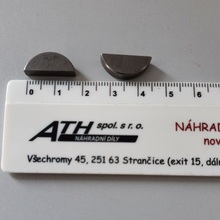 0 1 2 3 4 5 6
ATH spol. s r. o.
NÁHRADNÍ DÍLY
NÁHRAD
nov
Všechromy 45, 251 63 Strančice (exit 15, dál